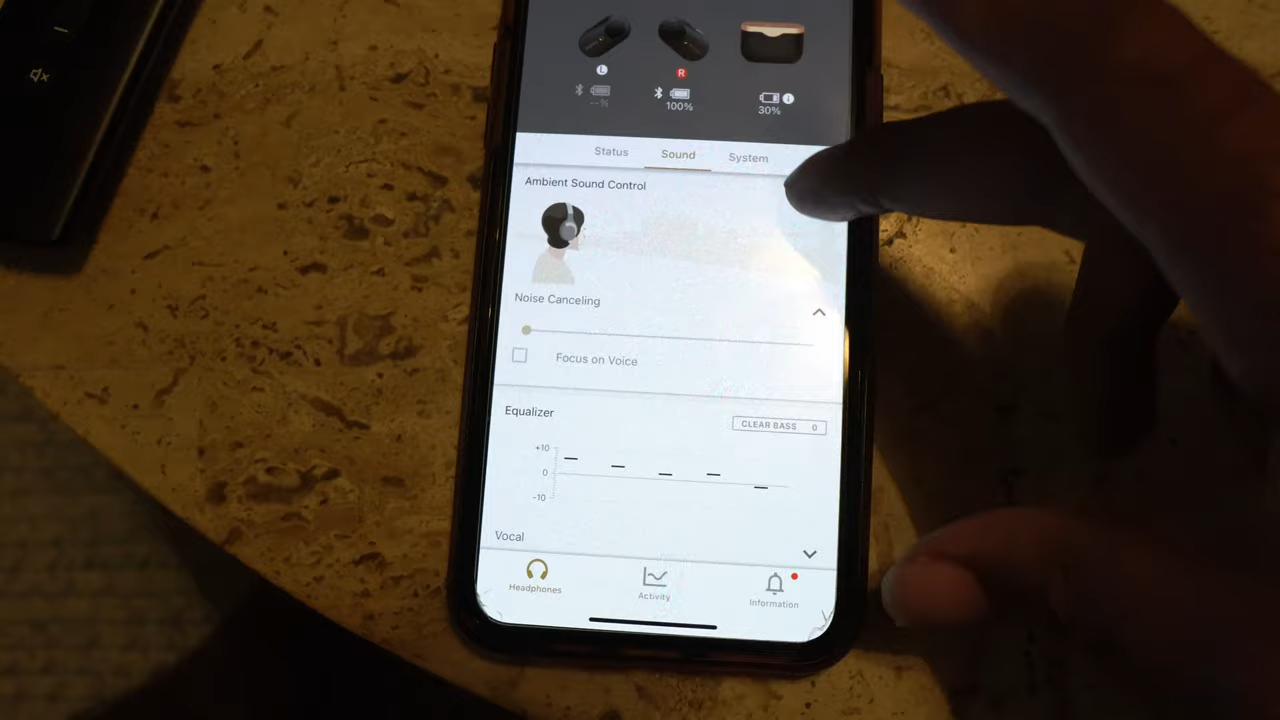 L
R
--%
100%
30%
Status Sound System
Ambient Sound Control
Noise Canceling
Focus on Voice
Equalizer
CLEAR BASS 0
+10
0
-10
Vocal
Headphones Activity Information